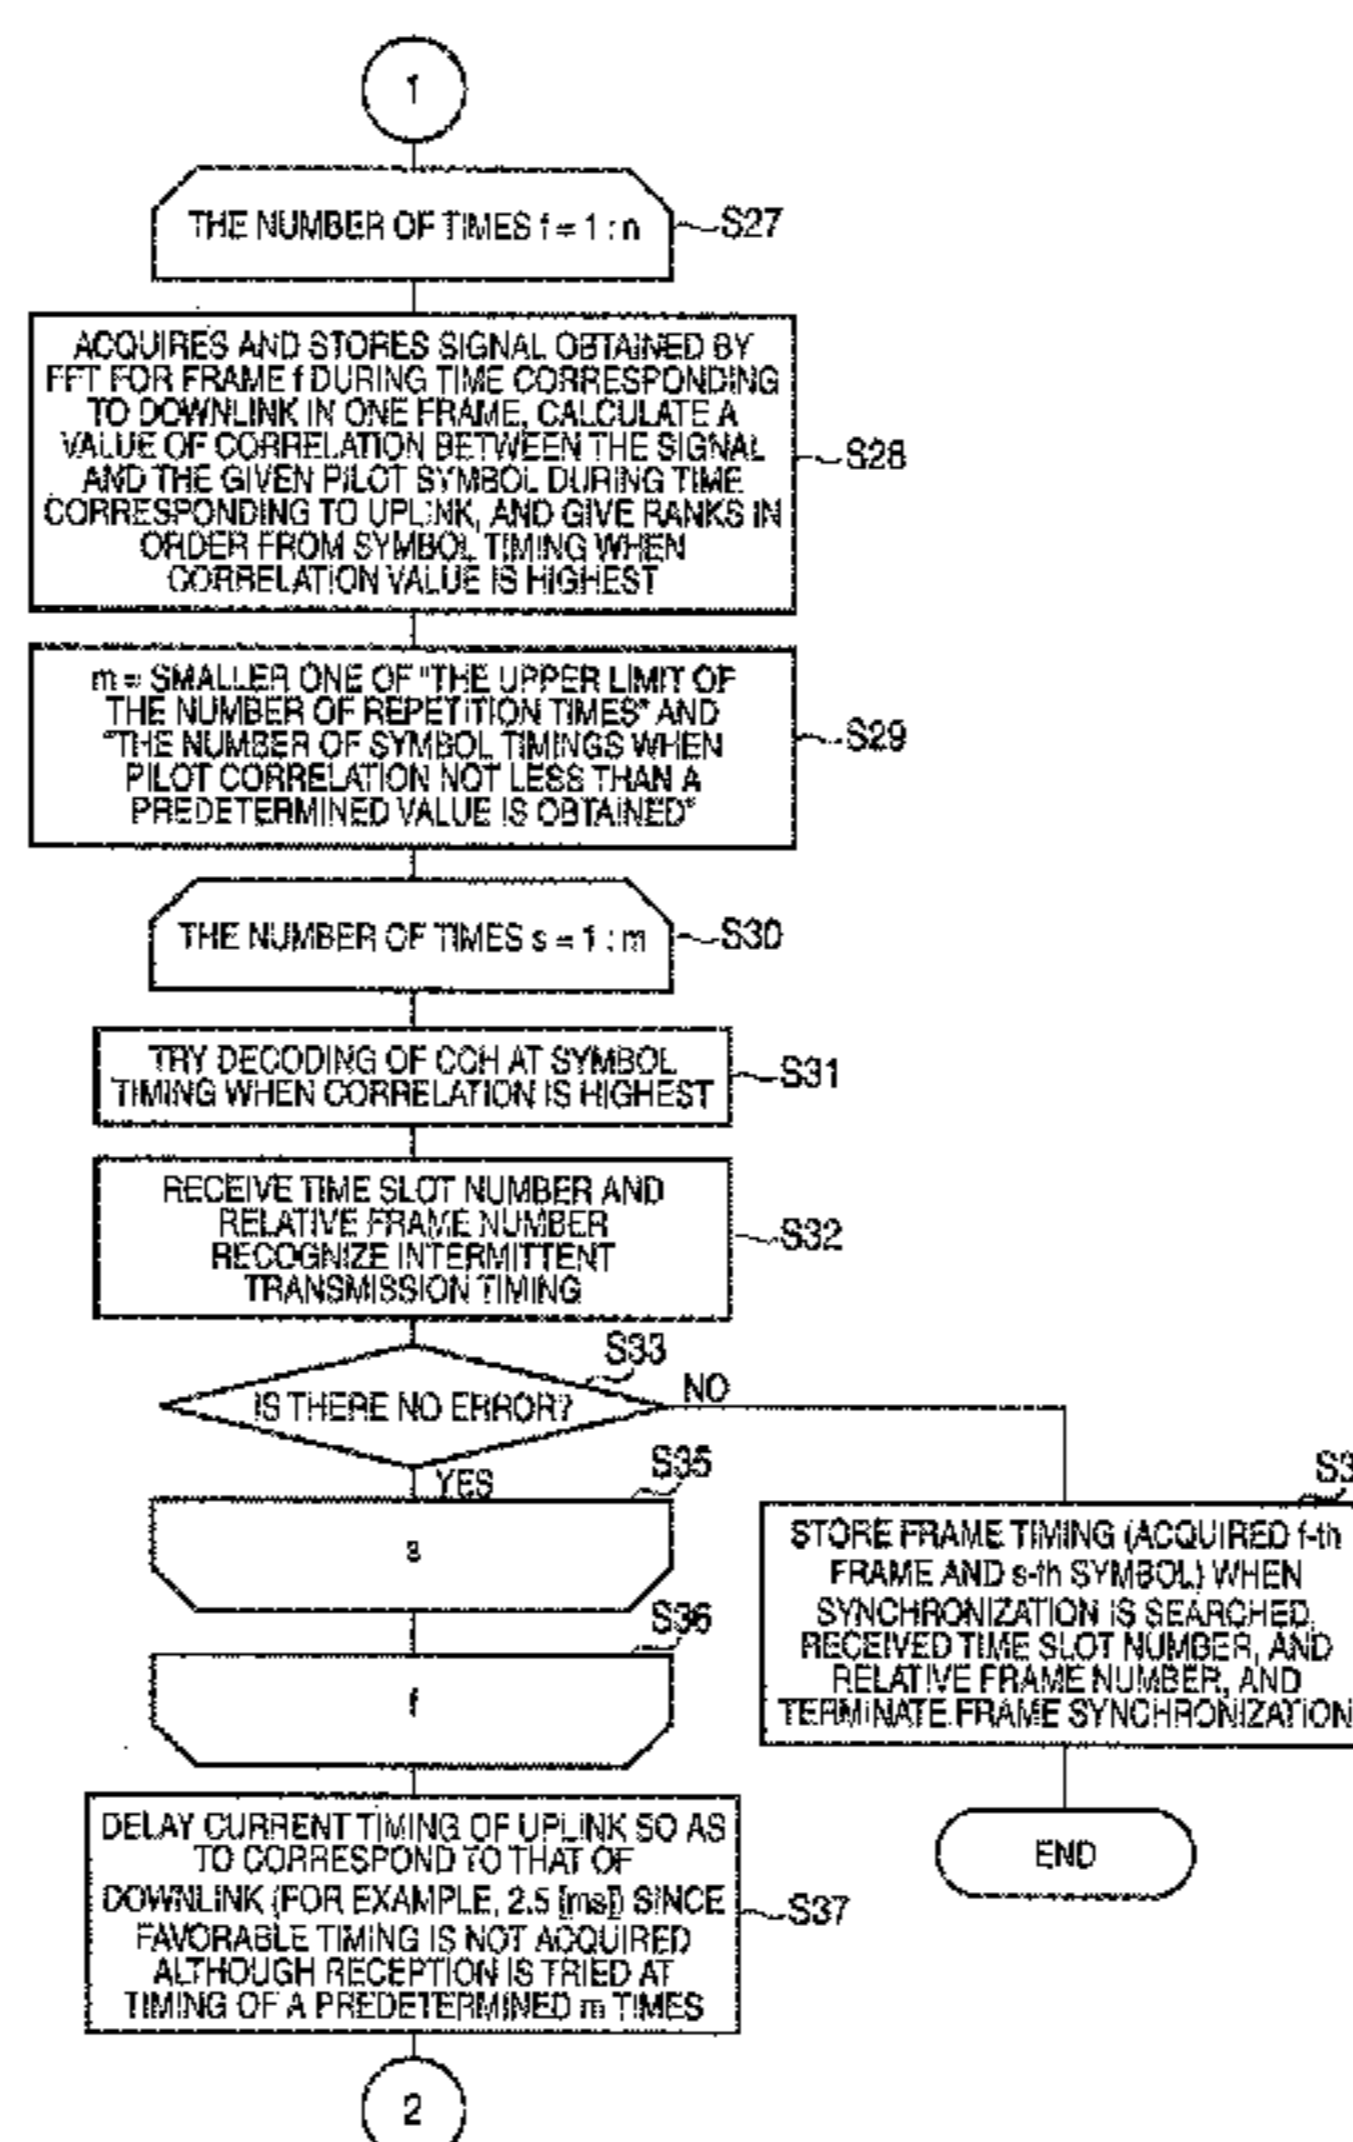 1
THE NUMBER OF TIMES f = 1 : n
S27
ACQUIRES AND STORES SIGNAL OBTAINED BY
FFT FOR FRAME f DURING TIME CORRESPONDING
TO DOWNLINK IN ONE FRAME, CALCULATE A
VALUE OF CORRELATION BETWEEN THE SIGNAL
AND THE GIVEN PILOT SYMBOL DURING TIME
CORRESPONDING TO UPLINK, AND GIVE RANKS IN
ORDER FROM SYMBOL TIMING WHEN
CORRELATION VALUE IS HIGHEST
S28
m = SMALLER ONE OF "THE UPPER LIMIT OF
THE NUMBER OF REPETITION TIMES" AND
"THE NUMBER OF SYMBOL TIMINGS WHEN
PILOT CORRELATION NOT LESS THAN A
PREDETERMINED VALUE IS OBTAINED"
S29
THE NUMBER OF TIMES s = 1 : m
S30
TRY DECODING OF CCH AT SYMBOL
TIMING WHEN CORRELATION IS HIGHEST
S31
RECEIVE TIME SLOT NUMBER AND
RELATIVE FRAME NUMBER
RECOGNIZE INTERMITTENT
TRANSMISSION TIMING
S32
S33
IS THERE NO ERROR?
NO
YES
S35
s
S36
f
S3
STORE FRAME TIMING (ACQUIRED f-th
FRAME AND s-th SYMBOL) WHEN
SYNCHRONIZATION IS SEARCHED,
RECEIVED TIME SLOT NUMBER, AND
RELATIVE FRAME NUMBER, AND
TERMINATE FRAME SYNCHRONIZATION
END
DELAY CURRENT TIMING OF UPLINK SO AS
TO CORRESPOND TO THAT OF
DOWNLINK (FOR EXAMPLE, 2.5 [ms]) SINCE
FAVORABLE TIMING IS NOT ACQUIRED
ALTHOUGH RECEPTION IS TRIED AT
TIMING OF A PREDETERMINED m TIMES
S37
2